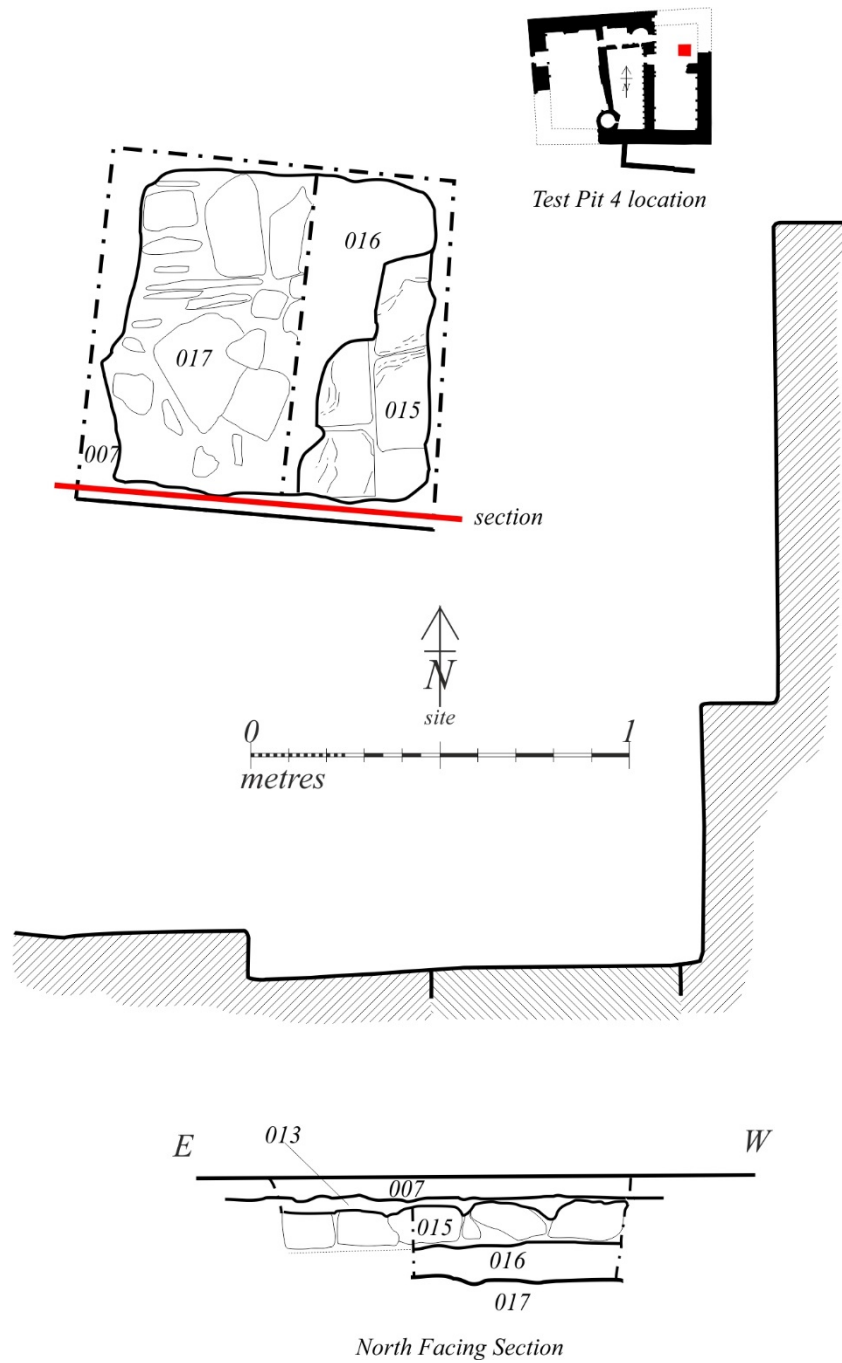 N
Test Pit 4 location
016
017
015
007
section
N
site
0 1
metres
E W
013
007
015
016
017
North Facing Section